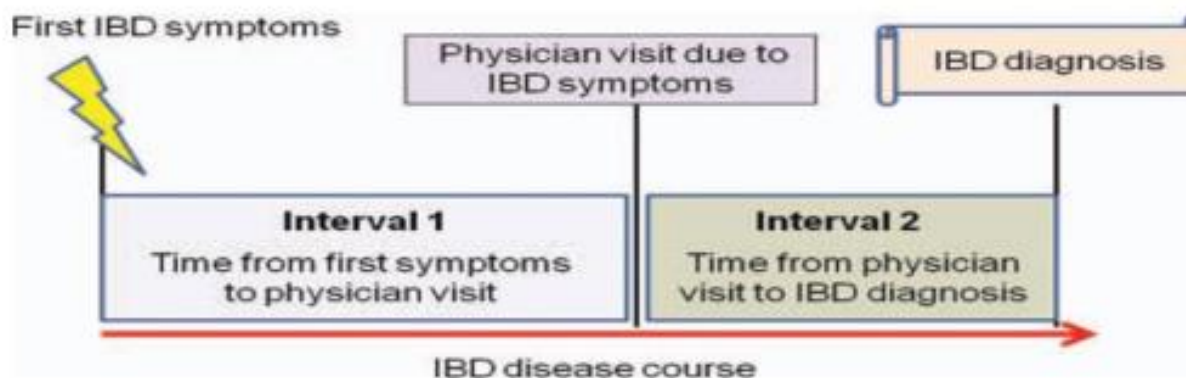 First IBD symptoms
Physician visit due to
IBD symptoms
IBD diagnosis
Interval 1
Time from first symptoms
to physician visit
Interval 2
Time from physician
visit to IBD diagnosis
IBD disease course